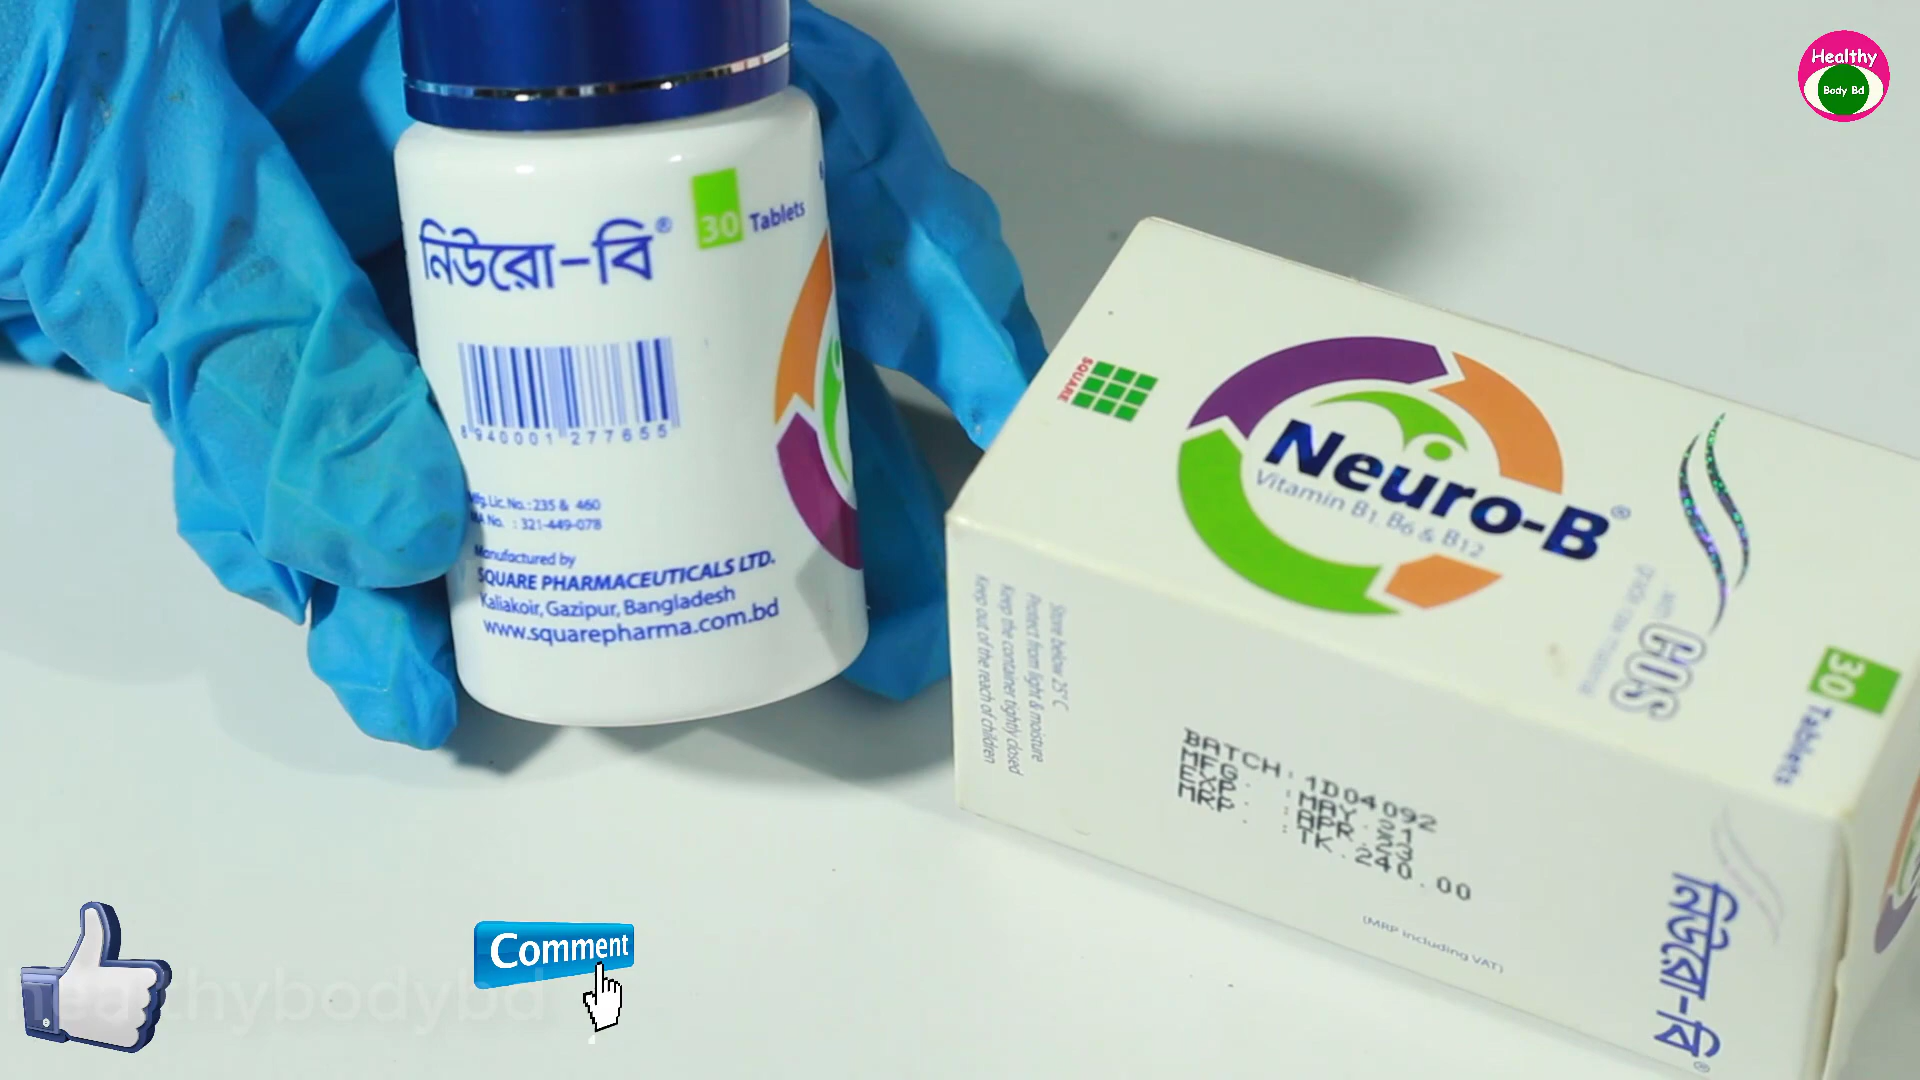 Healthy
Body Bd
নিউরো-বি®
30 Tablets
8 940001 277655
Mfg. Lic. No. : 235 & 460
MA No. : 321-449-078
Manufactured by
SQUARE PHARMACEUTICALS LTD.
Kaliakoir, Gazipur, Bangladesh
www.squarepharma.com.bd
SQUARE
Neuro-B®
Vitamin B1, B6 & B12
30 Tablets
Store below 25° C
Protect from light & moisture
Keep the container tightly closed
Keep out of the reach of children
BATCH : 1D04092
MFG. : MAY. 21
EXP. : APR. 23
MRP. : TK. 240.00
(MRP including VAT)
নিউরো-বি®
Comment
healthybodybd